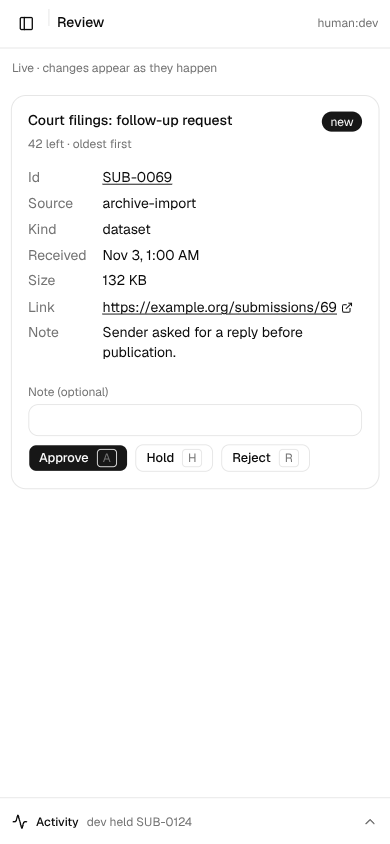 Review
human:dev
Live · changes appear as they happen
Court filings: follow-up request
new
42 left · oldest first
Id SUB-0069
Source archive-import
Kind dataset
Received Nov 3, 1:00 AM
Size 132 KB
Link https://example.org/submissions/69
Note Sender asked for a reply before
publication.
Note (optional)
Approve A Hold H Reject R
Activity dev held SUB-0124